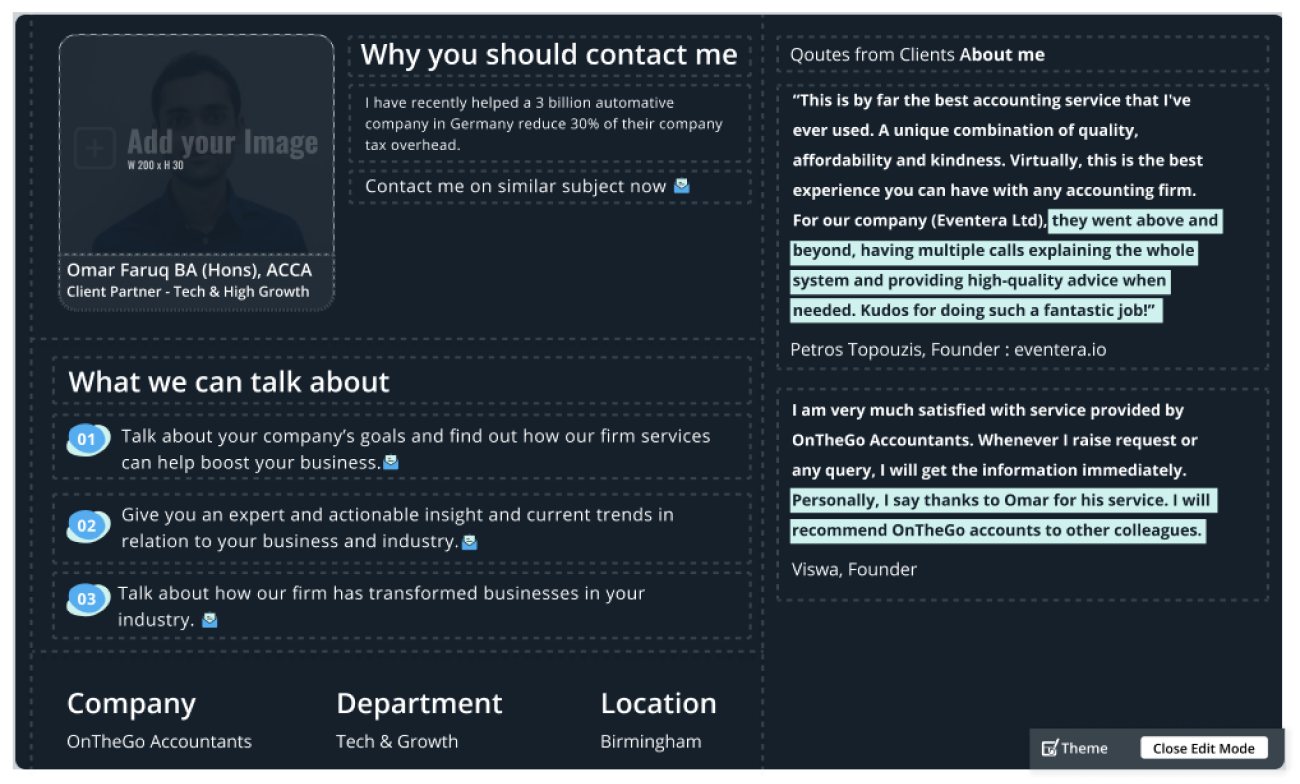 Add your Image
W 200 x H 30
Omar Faruq BA (Hons), ACCA
Client Partner - Tech & High Growth
Why you should contact me
I have recently helped a 3 billion automative
company in Germany reduce 30% of their company
tax overhead.
Contact me on similar subject now
What we can talk about
01
Talk about your company’s goals and find out how our firm services
can help boost your business.
02
Give you an expert and actionable insight and current trends in
relation to your business and industry.
03
Talk about how our firm has transformed businesses in your
industry.
Company
OnTheGo Accountants
Department
Tech & Growth
Location
Birmingham
Qoutes from Clients About me
“This is by far the best accounting service that I've
ever used. A unique combination of quality,
affordability and kindness. Virtually, this is the best
experience you can have with any accounting firm.
For our company (Eventera Ltd), they went above and
beyond, having multiple calls explaining the whole
system and providing high-quality advice when
needed. Kudos for doing such a fantastic job!”
Petros Topouzis, Founder : eventera.io
I am very much satisfied with service provided by
OnTheGo Accountants. Whenever I raise request or
any query, I will get the information immediately.
Personally, I say thanks to Omar for his service. I will
recommend OnTheGo accounts to other colleagues.
Viswa, Founder
Theme
Close Edit Mode